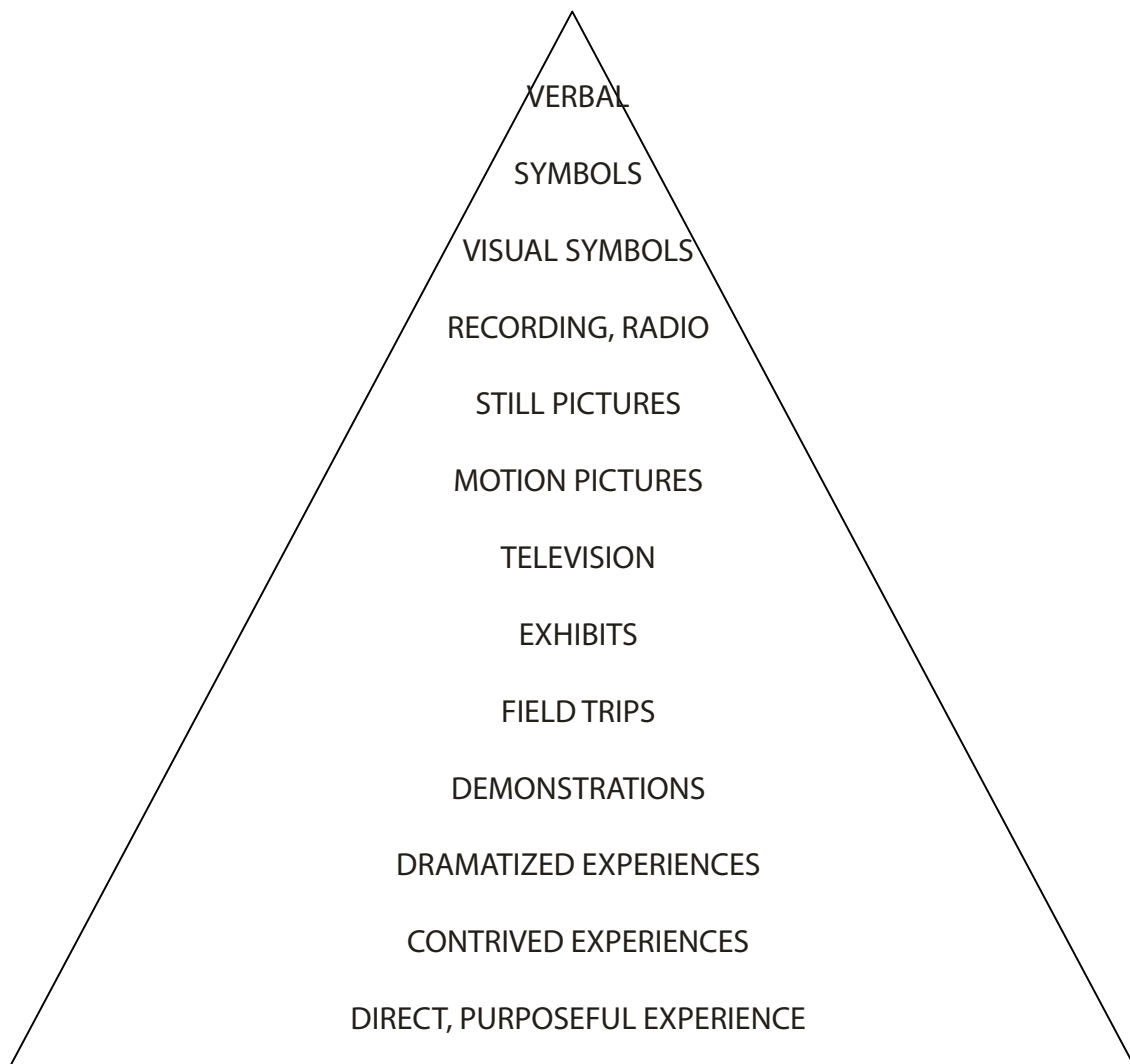 VERBAL
SYMBOLS
VISUAL SYMBOLS
RECORDING, RADIO
STILL PICTURES
MOTION PICTURES
TELEVISION
EXHIBITS
FIELD TRIPS
DEMONSTRATIONS
DRAMATIZED EXPERIENCES
CONTRIVED EXPERIENCES
DIRECT, PURPOSEFUL EXPERIENCE